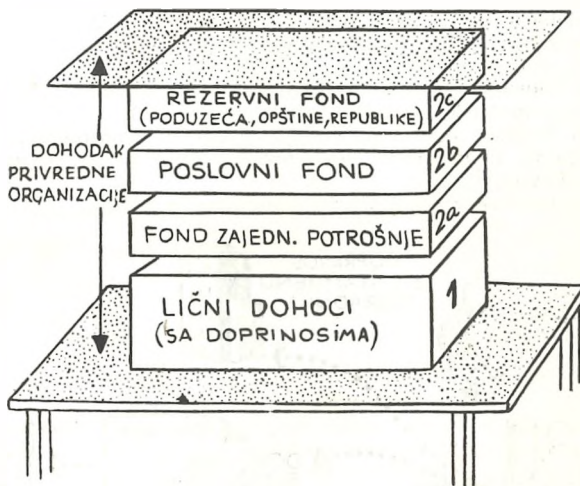 REZERVNI FOND
(PODUZEĆA, OPŠTINE, REPUBLIKE)
2c
DOHODAK
PRIVREDNE
ORGANIZACIJE
POSLOVNI FOND
2b
FOND ZAJEDN. POTROŠNJE
2a
LIČNI DOHOCI
(SA DOPRINOSIMA)
1